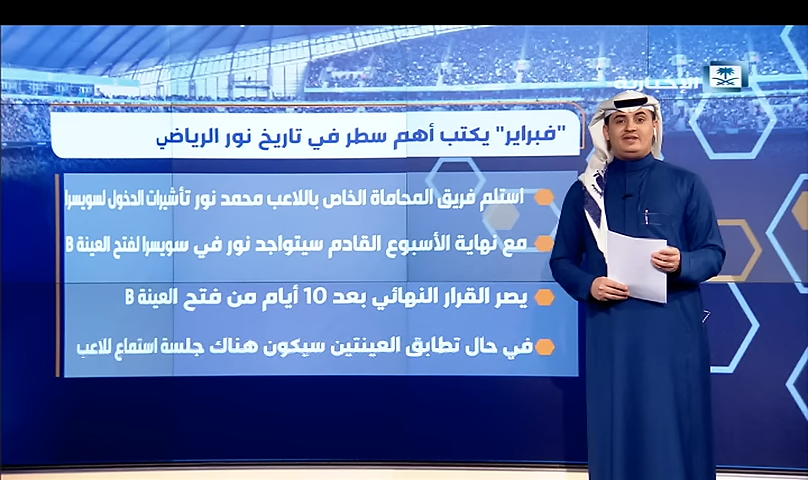 الإخبارية
"فبراير" يكتب أهم سطر في تاريخ نور الرياضي
استلم فريق المحاماة الخاص باللاعب محمد نور تأشيرات الدخول لسويسرا
مع نهاية الأسبوع القادم سيتواجد نور في سويسرا لفتح العينة B
يصر القرار النهائي بعد 10 أيام من فتح العينة B
في حال تطابق العينتين سيكون هناك جلسة استماع للاعب